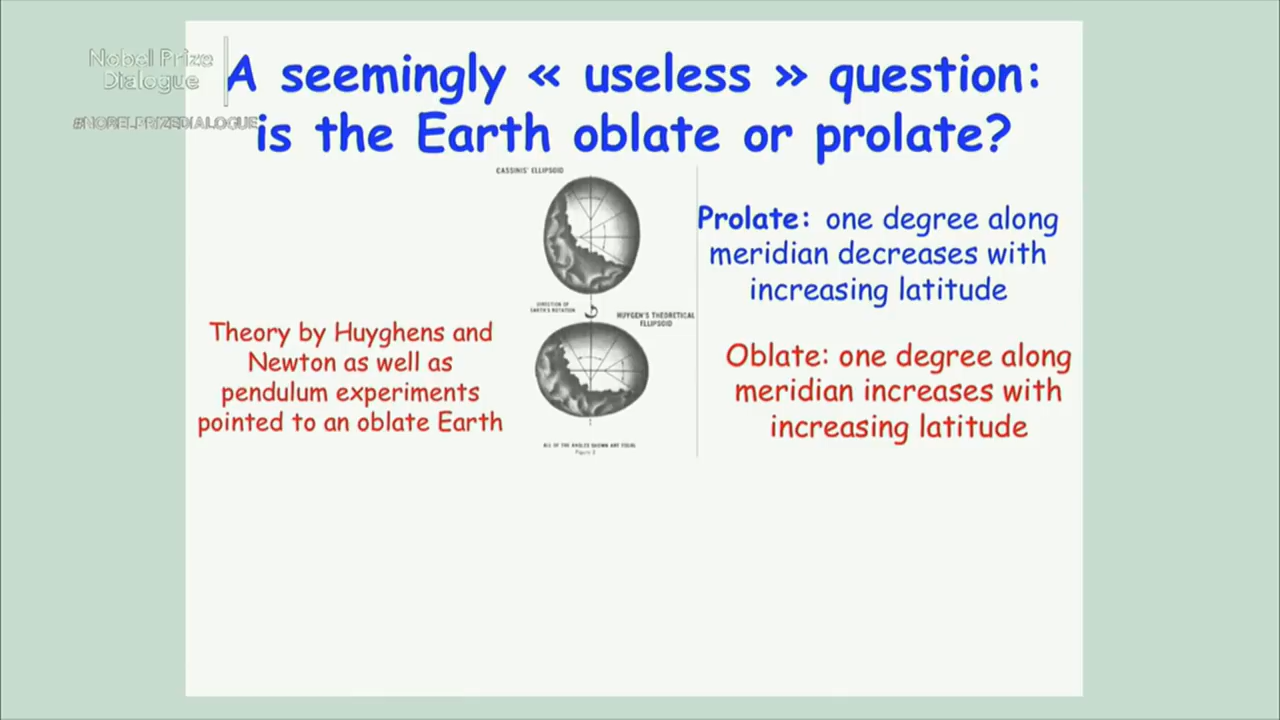 Nobel Prize
Dialogue
#NOBELPRIZEDIALOGUE
A seemingly « useless » question:
is the Earth oblate or prolate?
CASSINIS' ELLIPSOID
Prolate: one degree along
meridian decreases with
increasing latitude
DIRECTION OF
EARTH'S ROTATION
HUYGEN'S THEORETICAL
ELLIPSOID
Theory by Huyghens and
Newton as well as
pendulum experiments
pointed to an oblate Earth
Oblate: one degree along
meridian increases with
increasing latitude
ALL OF THE ANGLES SHOWN ARE EQUAL
Figure 3